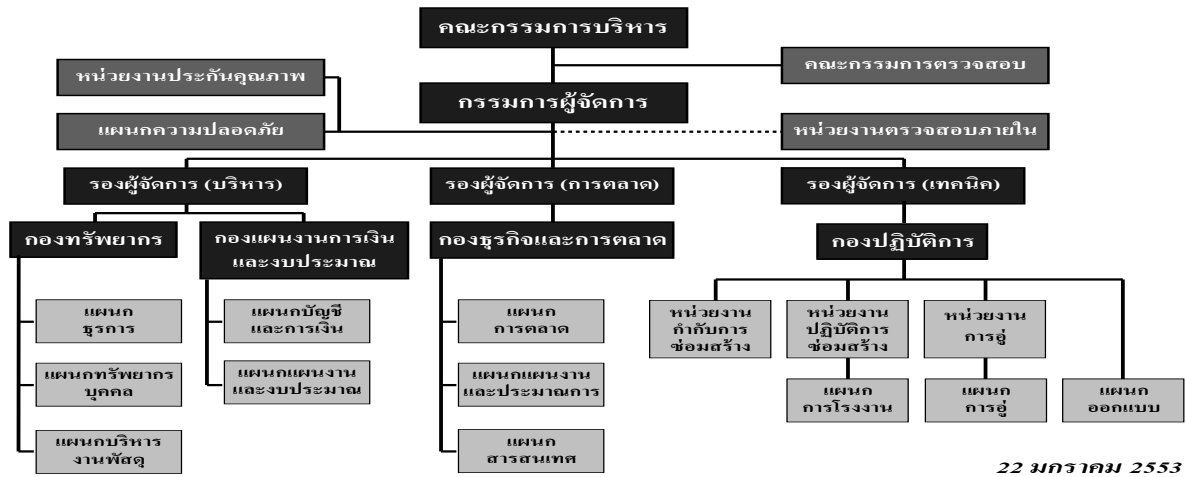 คณะกรรมการบริหาร
หน่วยงานประกันคุณภาพ
คณะกรรมการตรวจสอบ
กรรมการผู้จัดการ
แผนกความปลอดภัย
หน่วยงานตรวจสอบภายใน
รองผู้จัดการ (บริหาร)
รองผู้จัดการ (การตลาด)
รองผู้จัดการ (เทคนิค)
กองทรัพยากร
กองแผนงานการเงิน
และงบประมาณ
กองธุรกิจและการตลาด
กองปฏิบัติการ
แผนก
ธุรการ
แผนกบัญชี
และการเงิน
แผนก
การตลาด
หน่วยงาน
กำกับการ
ซ่อมสร้าง
หน่วยงาน
ปฏิบัติการ
ซ่อมสร้าง
หน่วยงาน
การอู่
แผนกทรัพยากร
บุคคล
แผนกแผนงาน
และงบประมาณ
แผนกแผนงาน
และประมาณการ
แผนก
การโรงงาน
แผนก
การอู่
แผนก
ออกแบบ
แผนกบริหาร
งานพัสดุ
แผนก
สารสนเทศ
22 มกราคม 2553